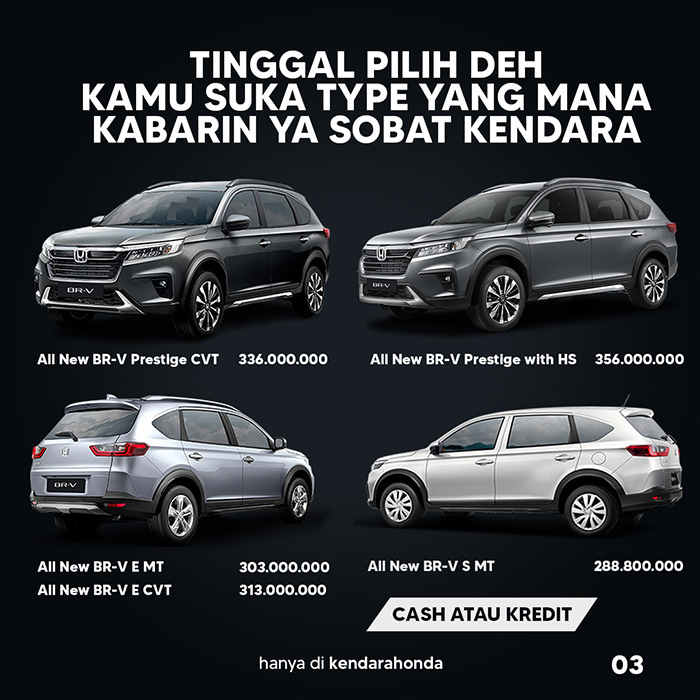 TINGGAL PILIH DEH
KAMU SUKA TYPE YANG MANA
KABARIN YA SOBAT KENDARA
BR-V
BR-V
All New BR-V Prestige CVT 336.000.000
All New BR-V Prestige with HS 356.000.000
BR-V
All New BR-V E MT 303.000.000
All New BR-V E CVT 313.000.000
All New BR-V S MT 288.800.000
CASH ATAU KREDIT
hanya di kendarahonda
03